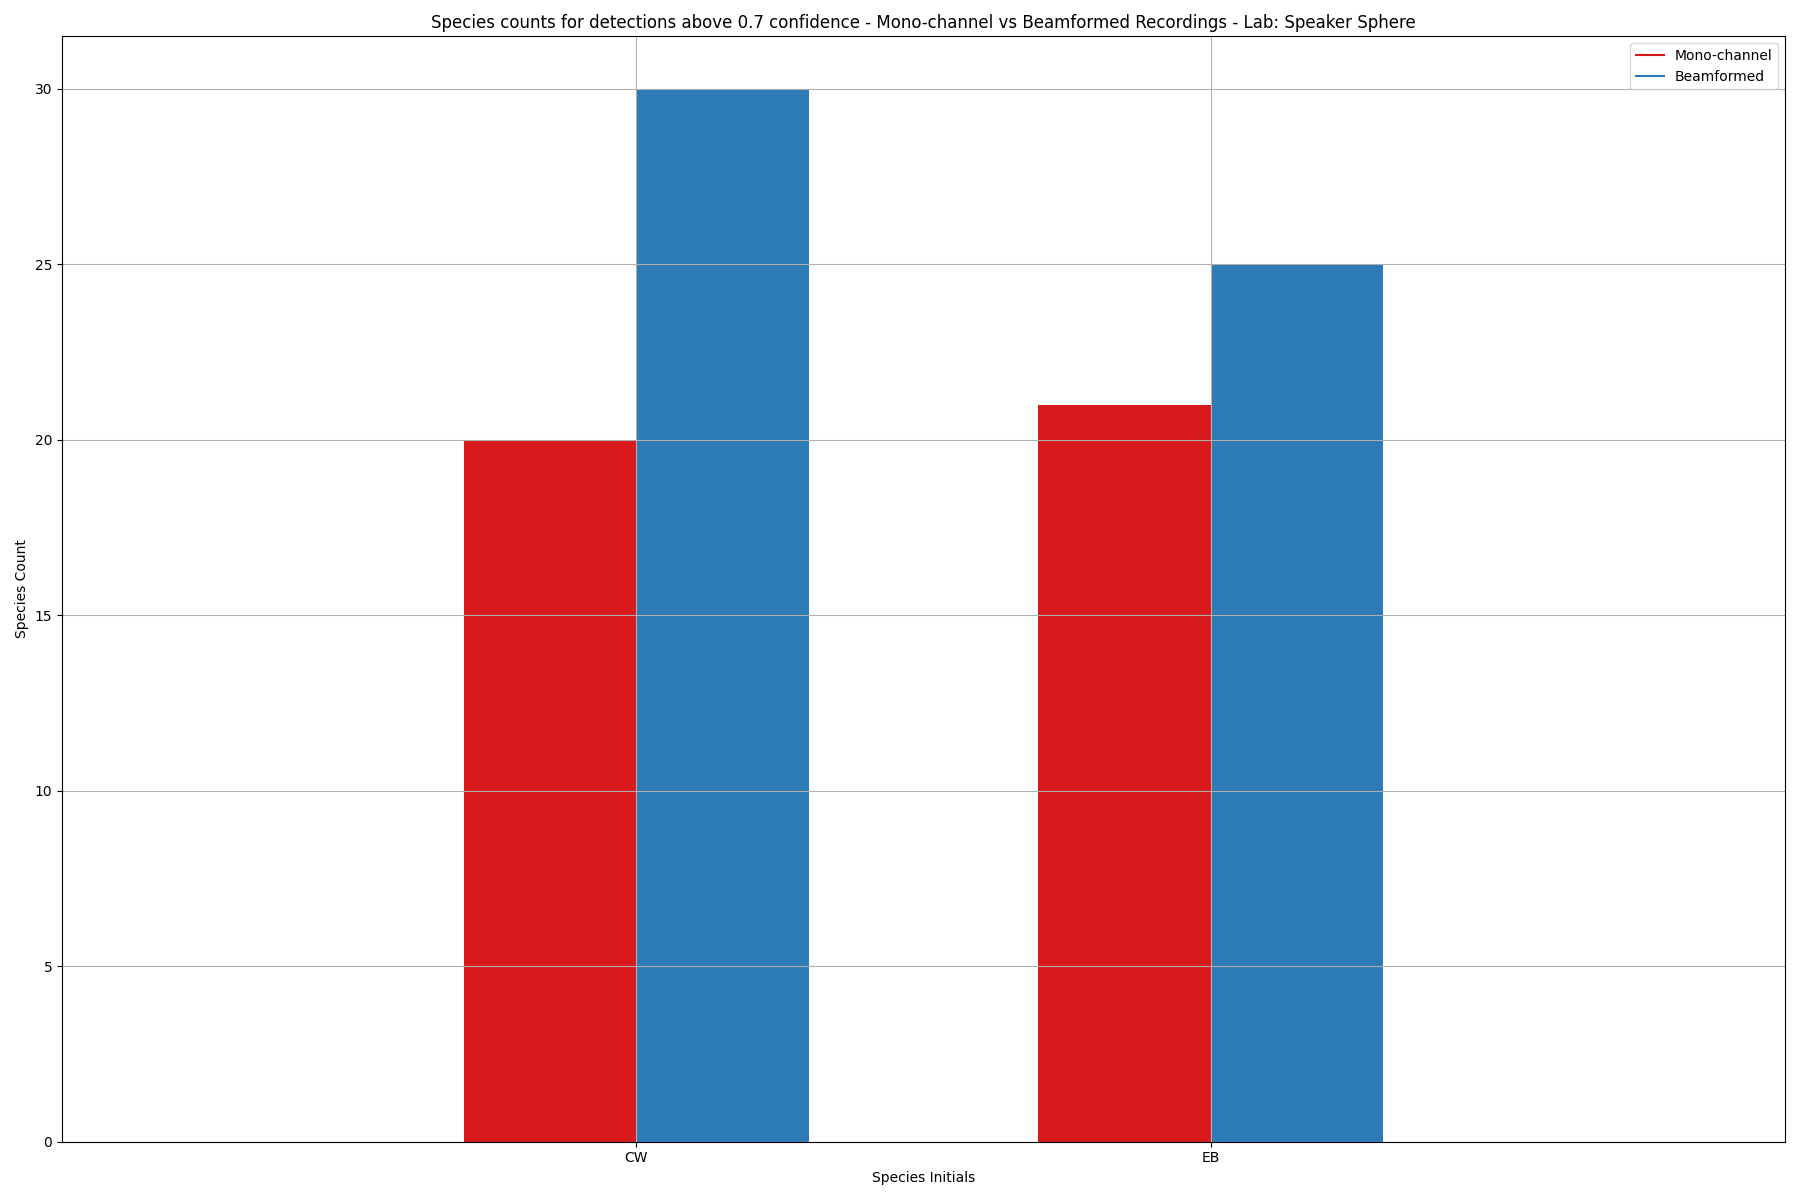 Species counts for detections above 0.7 confidence - Mono-channel vs Beamformed Recordings - Lab: Speaker Sphere
Mono-channel
Beamformed
30
25
20
15
10
5
0
Species Count
CW
EB
Species Initials